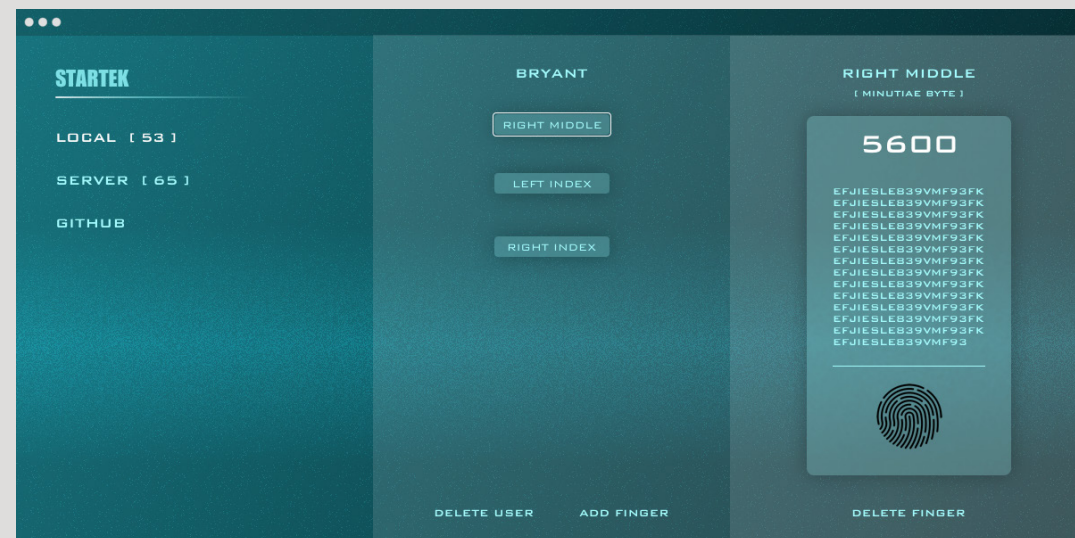 STARTEK
LOCAL [ 53 ]
SERVER [ 65 ]
GITHUB
BRYANT
RIGHT MIDDLE
LEFT INDEX
RIGHT INDEX
DELETE USER
ADD FINGER
RIGHT MIDDLE
[ MINUTIAE BYTE ]
5600
EFJIESLE839VMF93FK
EFJIESLE839VMF93FK
EFJIESLE839VMF93FK
EFJIESLE839VMF93FK
EFJIESLE839VMF93FK
EFJIESLE839VMF93FK
EFJIESLE839VMF93FK
EFJIESLE839VMF93FK
EFJIESLE839VMF93FK
EFJIESLE839VMF93FK
EFJIESLE839VMF93FK
EFJIESLE839VMF93FK
EFJIESLE839VMF93FK
EFJIESLE839VMF93
DELETE FINGER